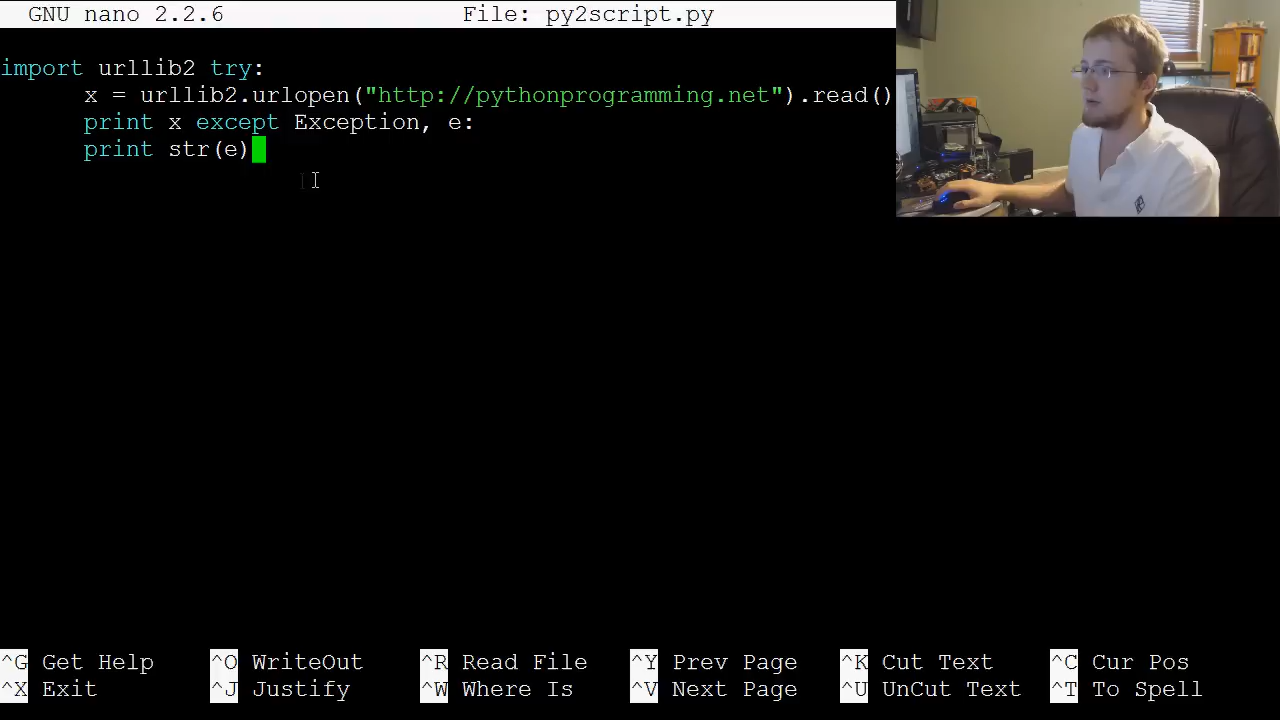 GNU nano 2.2.6 File: py2script.py
import urllib2 try:
x = urllib2.urlopen("http://pythonprogramming.net").read()
print x except Exception, e:
print str(e)
^G Get Help ^O WriteOut ^R Read File ^Y Prev Page ^K Cut Text ^C Cur Pos
^X Exit ^J Justify ^W Where Is ^V Next Page ^U UnCut Text ^T To Spell